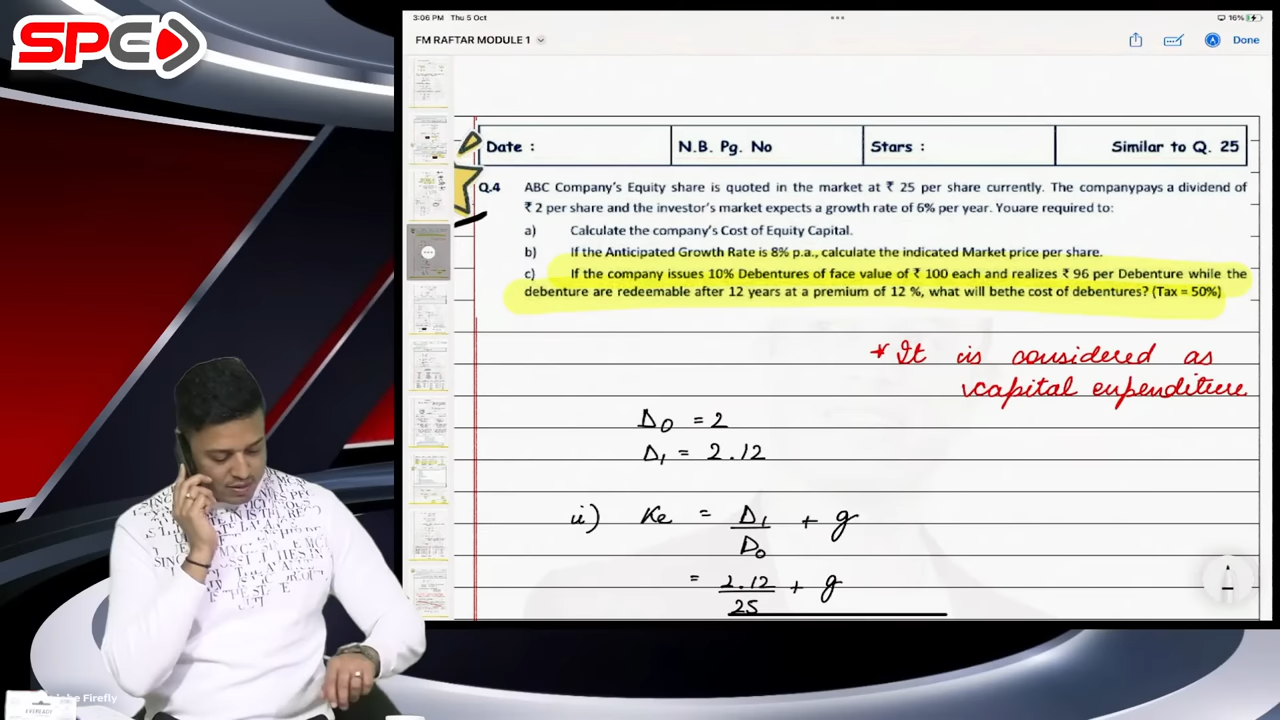 SPC
3:06 PM Thu 5 Oct
16%
FM RAFTAR MODULE 1
Done
Date :
N.B. Pg. No
Stars :
Similar to Q. 25
Q.4 ABC Company's Equity share is quoted in the market at ₹ 25 per share currently. The companypays a dividend of
₹ 2 per share and the investor's market expects a growth rate of 6% per year. Youare required to:
a) Calculate the company's Cost of Equity Capital.
b) If the Anticipated Growth Rate is 8% p.a., calculate the indicated Market price per share.
c) If the company issues 10% Debentures of face value of ₹ 100 each and realizes ₹ 96 per Debenture while the
debenture are redeemable after 12 years at a premium of 12 %, what will bethe cost of debentures? (Tax = 50%)
* It is considered as
capital expenditure
D0 = 2
D1 = 2.12
ii) Ke = D1 + g
D0
= 2.12 + g
25
Firefly
EVEREADY